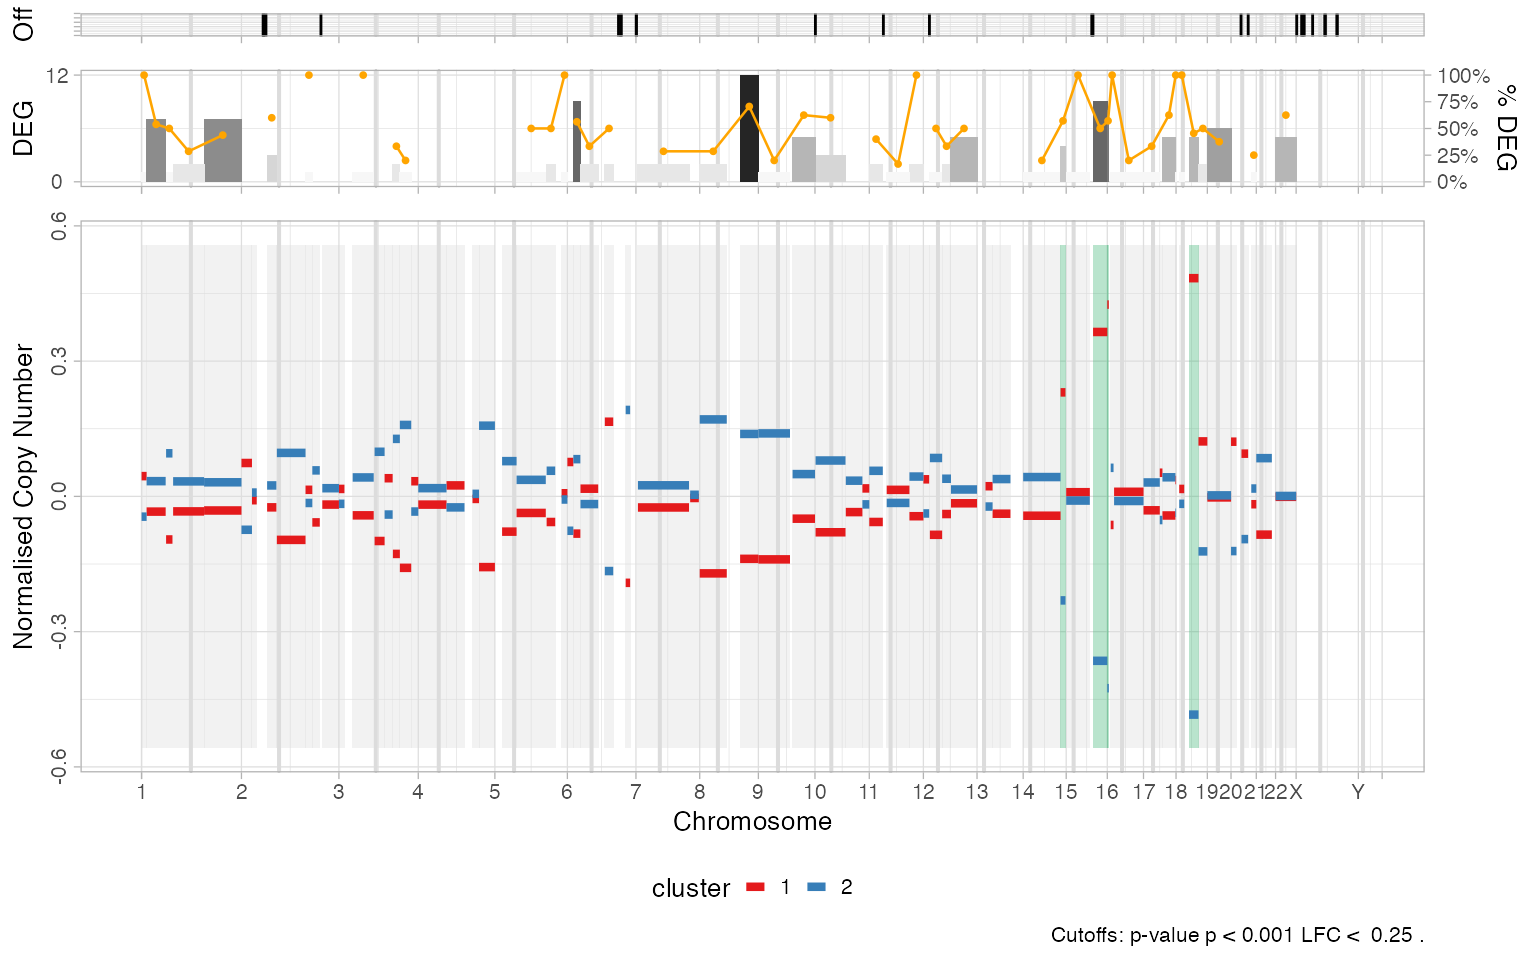 Off
DEG
12
0
100%
75%
50%
25%
0%
% DEG
Normalised Copy Number
0.6
0.3
0.0
-0.3
-0.6
1 2 3 4 5 6 7 8 9 10 11 12 13 14 15 16 17 18 19 20 21 22 X Y
Chromosome
cluster 1 2
Cutoffs: p-value p < 0.001 LFC < 0.25 .